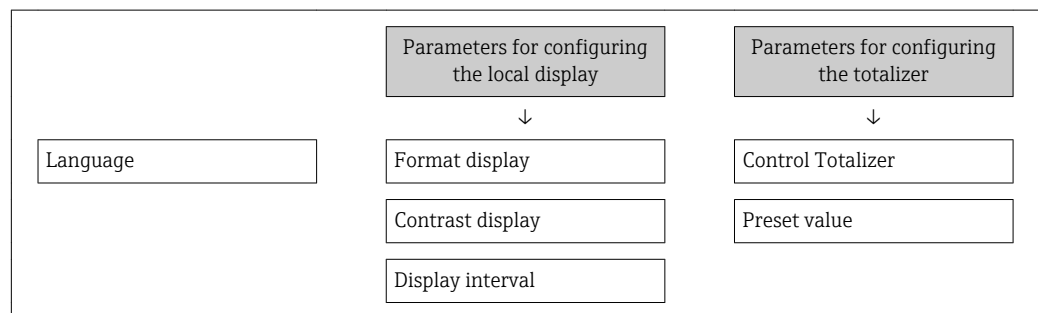 Parameters for configuring
the local display
Parameters for configuring
the totalizer
↓
↓
Language
Format display
Control Totalizer
Contrast display
Preset value
Display interval